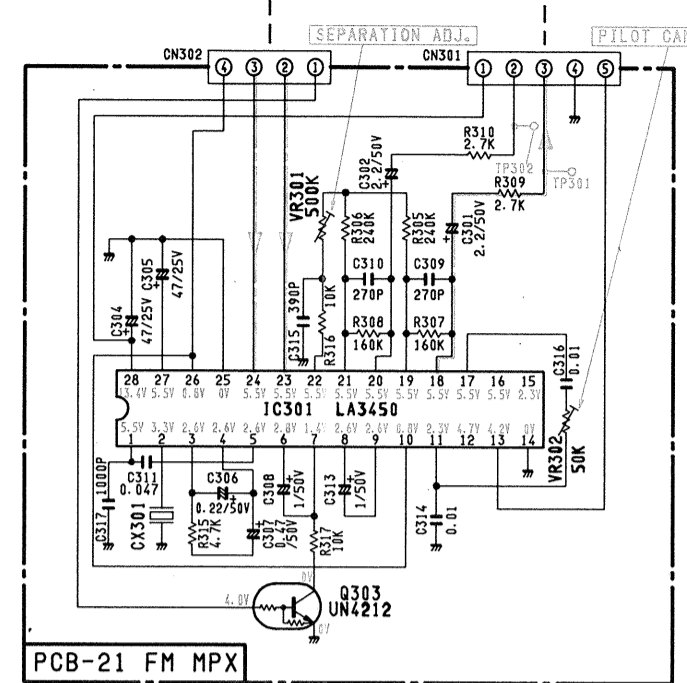 SEPARATION ADJ.
PILOT CAN
CN302
4 3 2 1
CN301
1 2 3 4 5
R310
2.7K
TP302
TP301
R309
2.7K
C302
2.2/50V
C301
2.2/50V
VR301
500K
R306
240K
R305
240K
C310
270P
C309
270P
R308
160K
R307
160K
C315 390P
10K
R316
C305
47/25V
C304
47/25V
C316
0.01
28 27 26 25 24 23 22 21 20 19 18 17 16 15
13.4V 5.5V 0.8V 0V 5.5V 5.5V 5.5V 5.5V 5.5V 5.5V 5.5V 5.5V 5.5V 2.3V
IC301 LA3450
5.5V 3.3V 2.6V 2.6V 2.6V 2.8V 1.4V 2.6V 2.6V 0.8V 2.3V 4.7V 4.2V 0V
1 2 3 4 5 6 7 8 9 10 11 12 13 14
VR302
50K
C317 1000P
C311
0.047
CX301
R315
4.7K
C306
0.22/50V
C307
0.47
/50V
C308
1/50V
R317
10K
C313
1/50V
C314
0.01
4.0V
0V
0V
Q303
UN4212
PCB-21 FM MPX